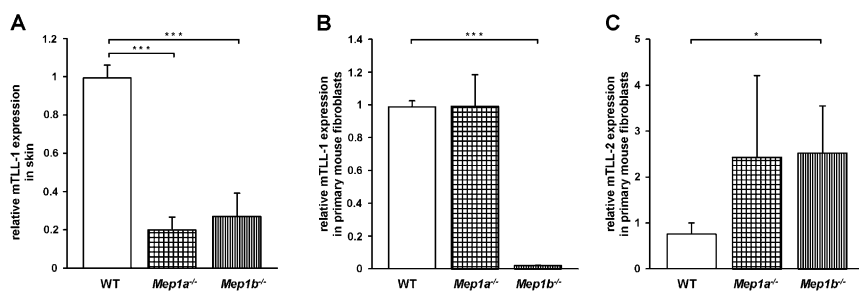 A
relative mTLL-1 expression
in skin
1.2
1
0.8
0.6
0.4
0.2
0
***
***
WT
Mep1a-/-
Mep1b-/-
B
relative mTLL-1 expression
in primary mouse fibroblasts
1.4
1.2
1
0.8
0.6
0.4
0.2
0
***
WT
Mep1a-/-
Mep1b-/-
C
relative mTLL-2 expression
in primary mouse fibroblasts
5
4
3
2
1
0
*
WT
Mep1a-/-
Mep1b-/-